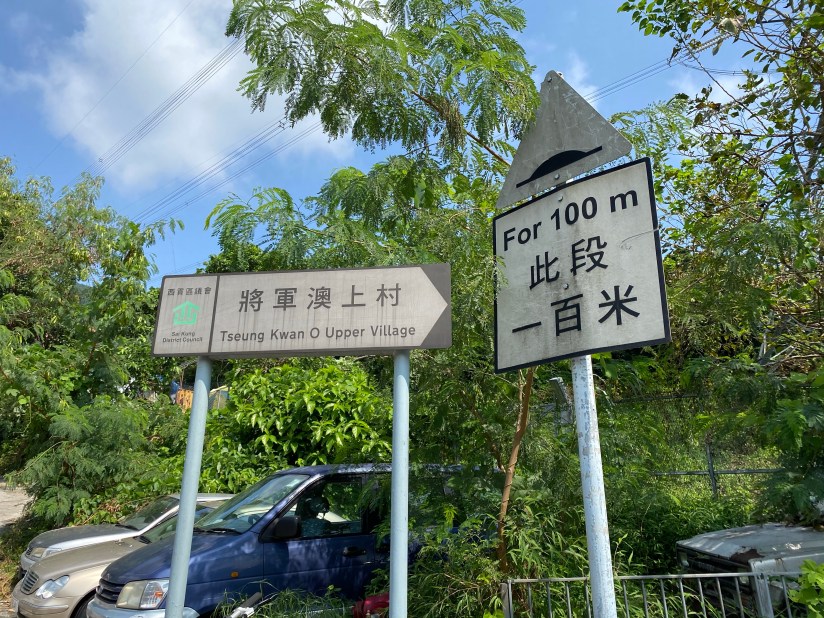 西貢區議會
Sai Kung
District Council
將軍澳上村
Tseung Kwan O Upper Village
For 100 m
此段
一百米